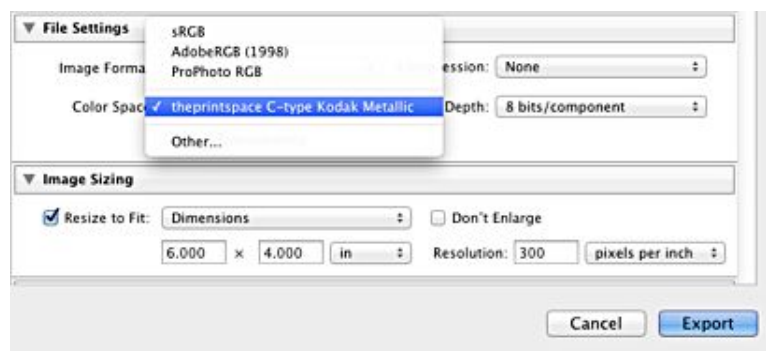 File Settings
sRGB
AdobeRGB (1998)
ProPhoto RGB
Image Forma
ession: None
Color Spac ✓ theprintspace C-type Kodak Metallic
Depth: 8 bits/component
Other...
Image Sizing
Resize to Fit: Dimensions
Don't Enlarge
6.000 × 4.000 in
Resolution: 300 pixels per inch
Cancel
Export